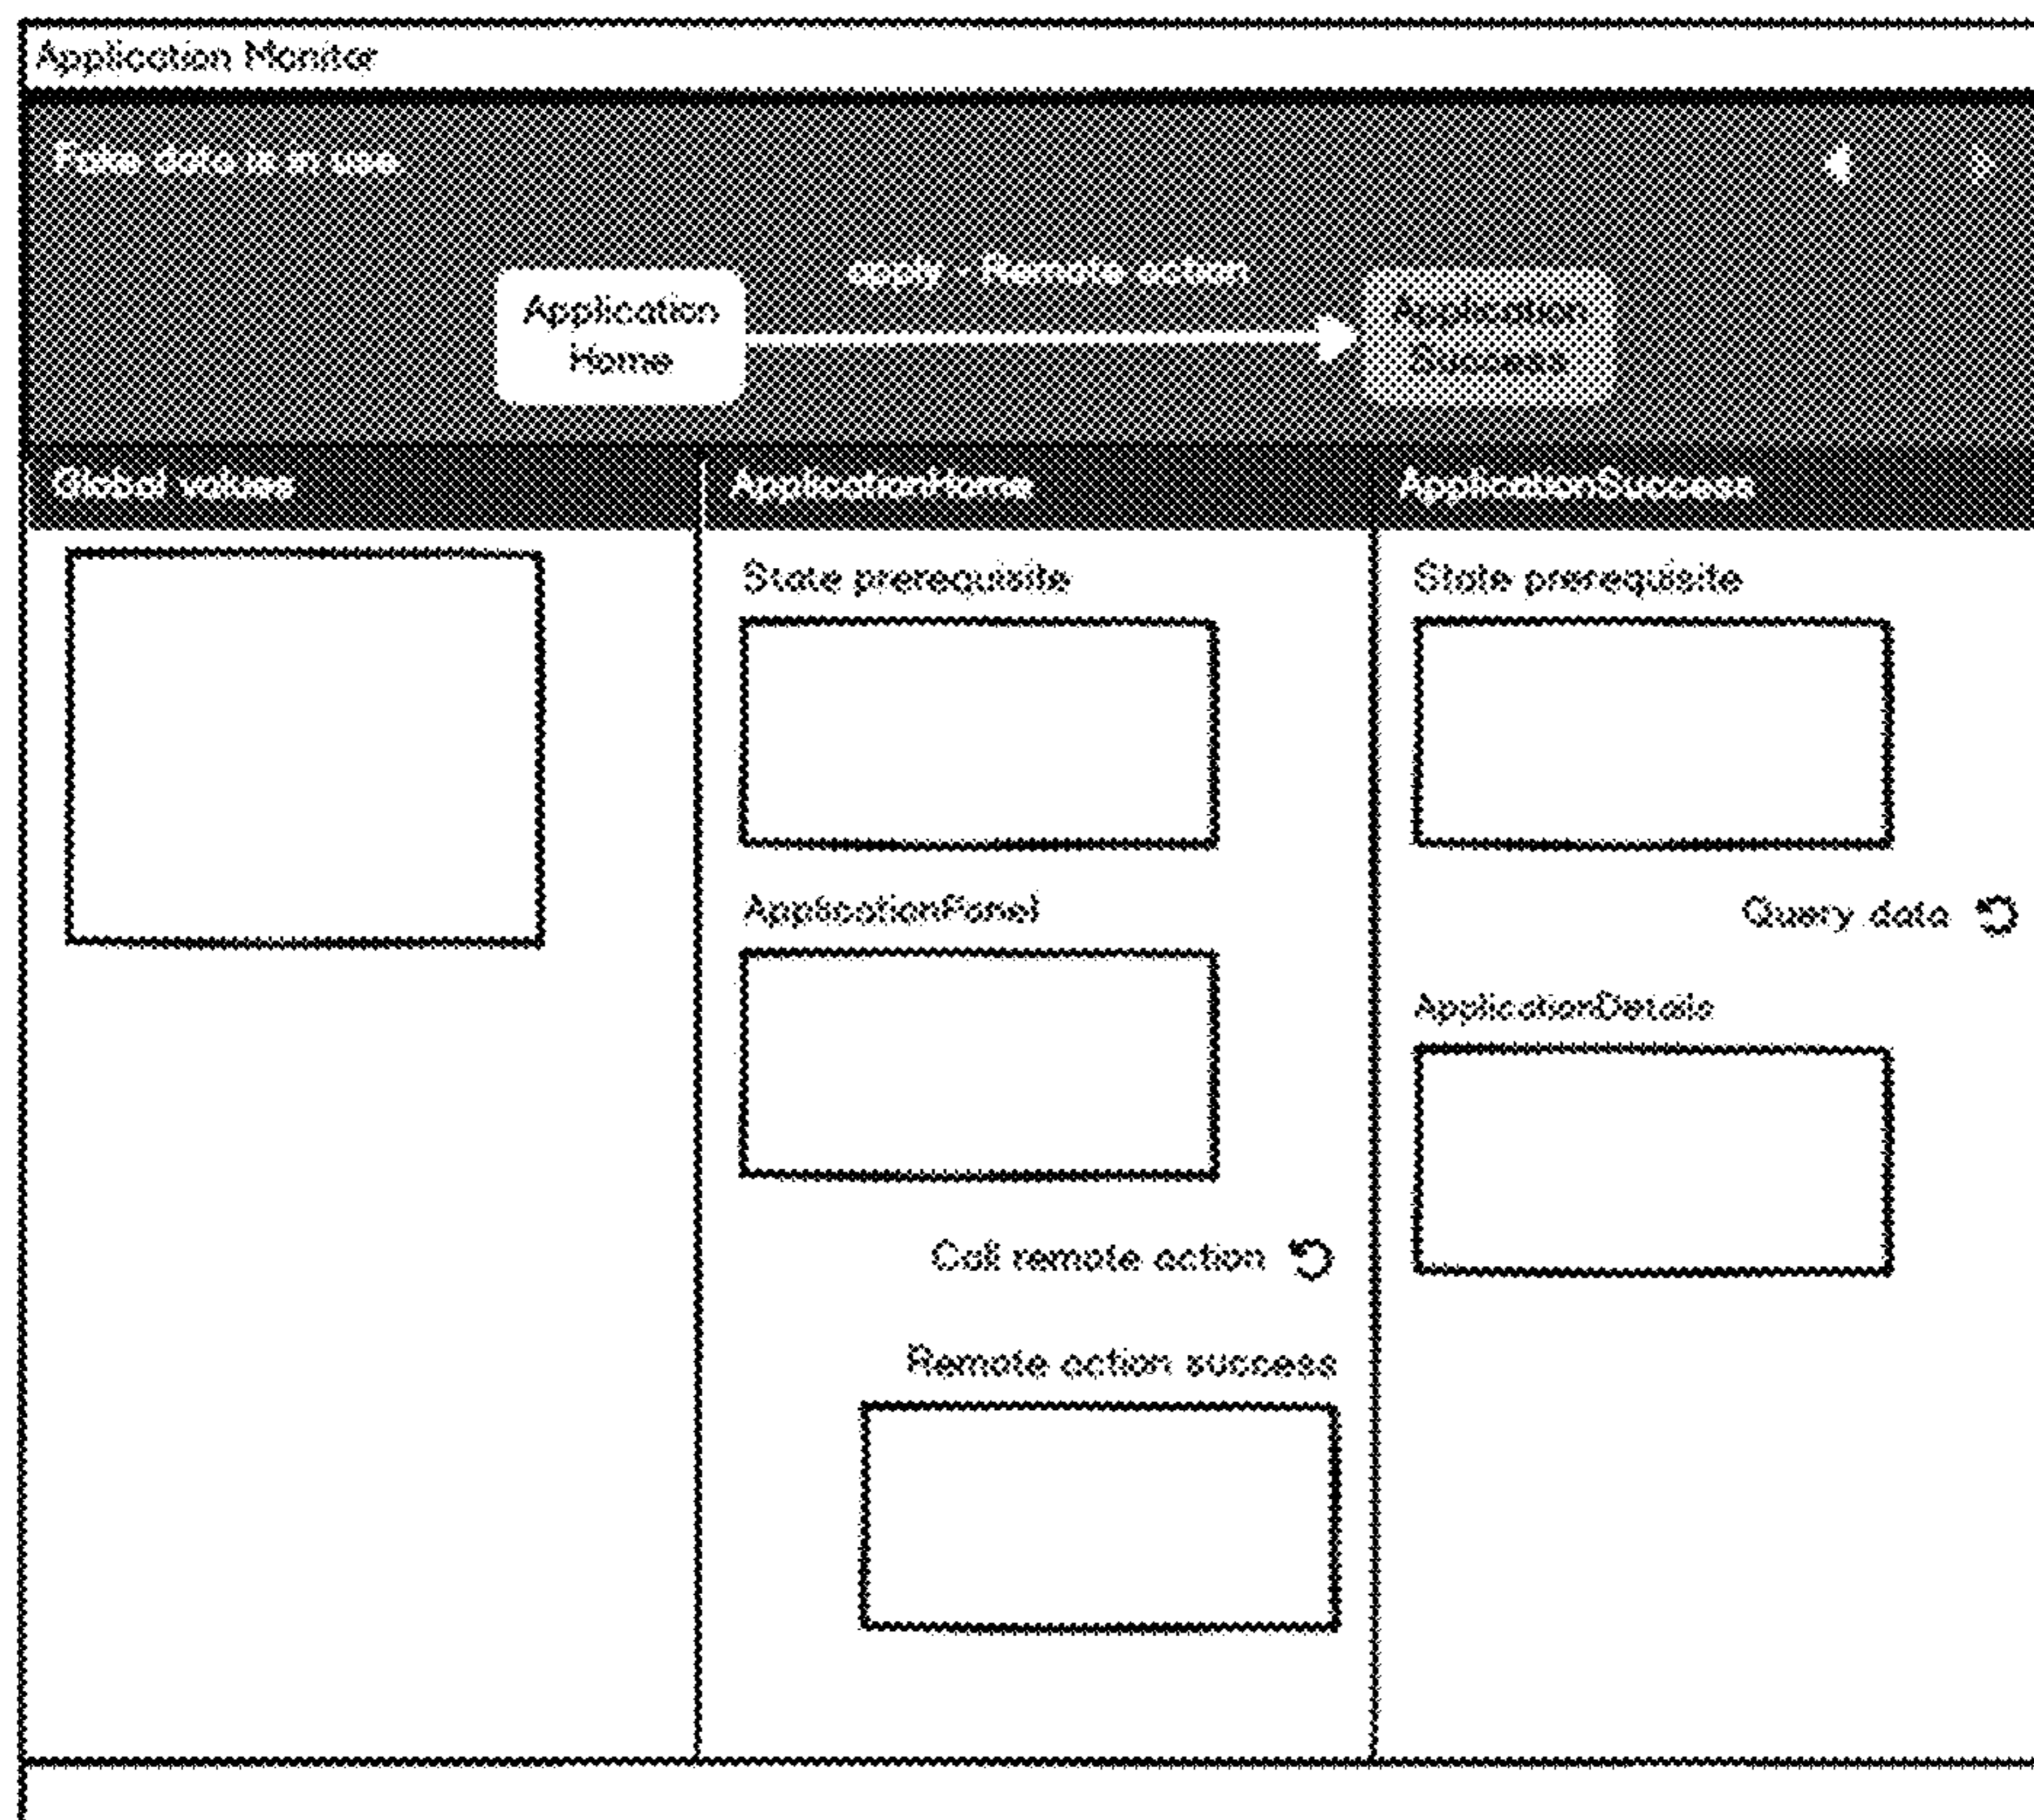 Application Monitor
Fake data is in use
apply - Remote action
Application
Home
Application
Success
Global values
ApplicationHome
ApplicationSuccess
State prerequisite
State prerequisite
ApplicationPanel
Query data
ApplicationDetails
Call remote action
Remote action success